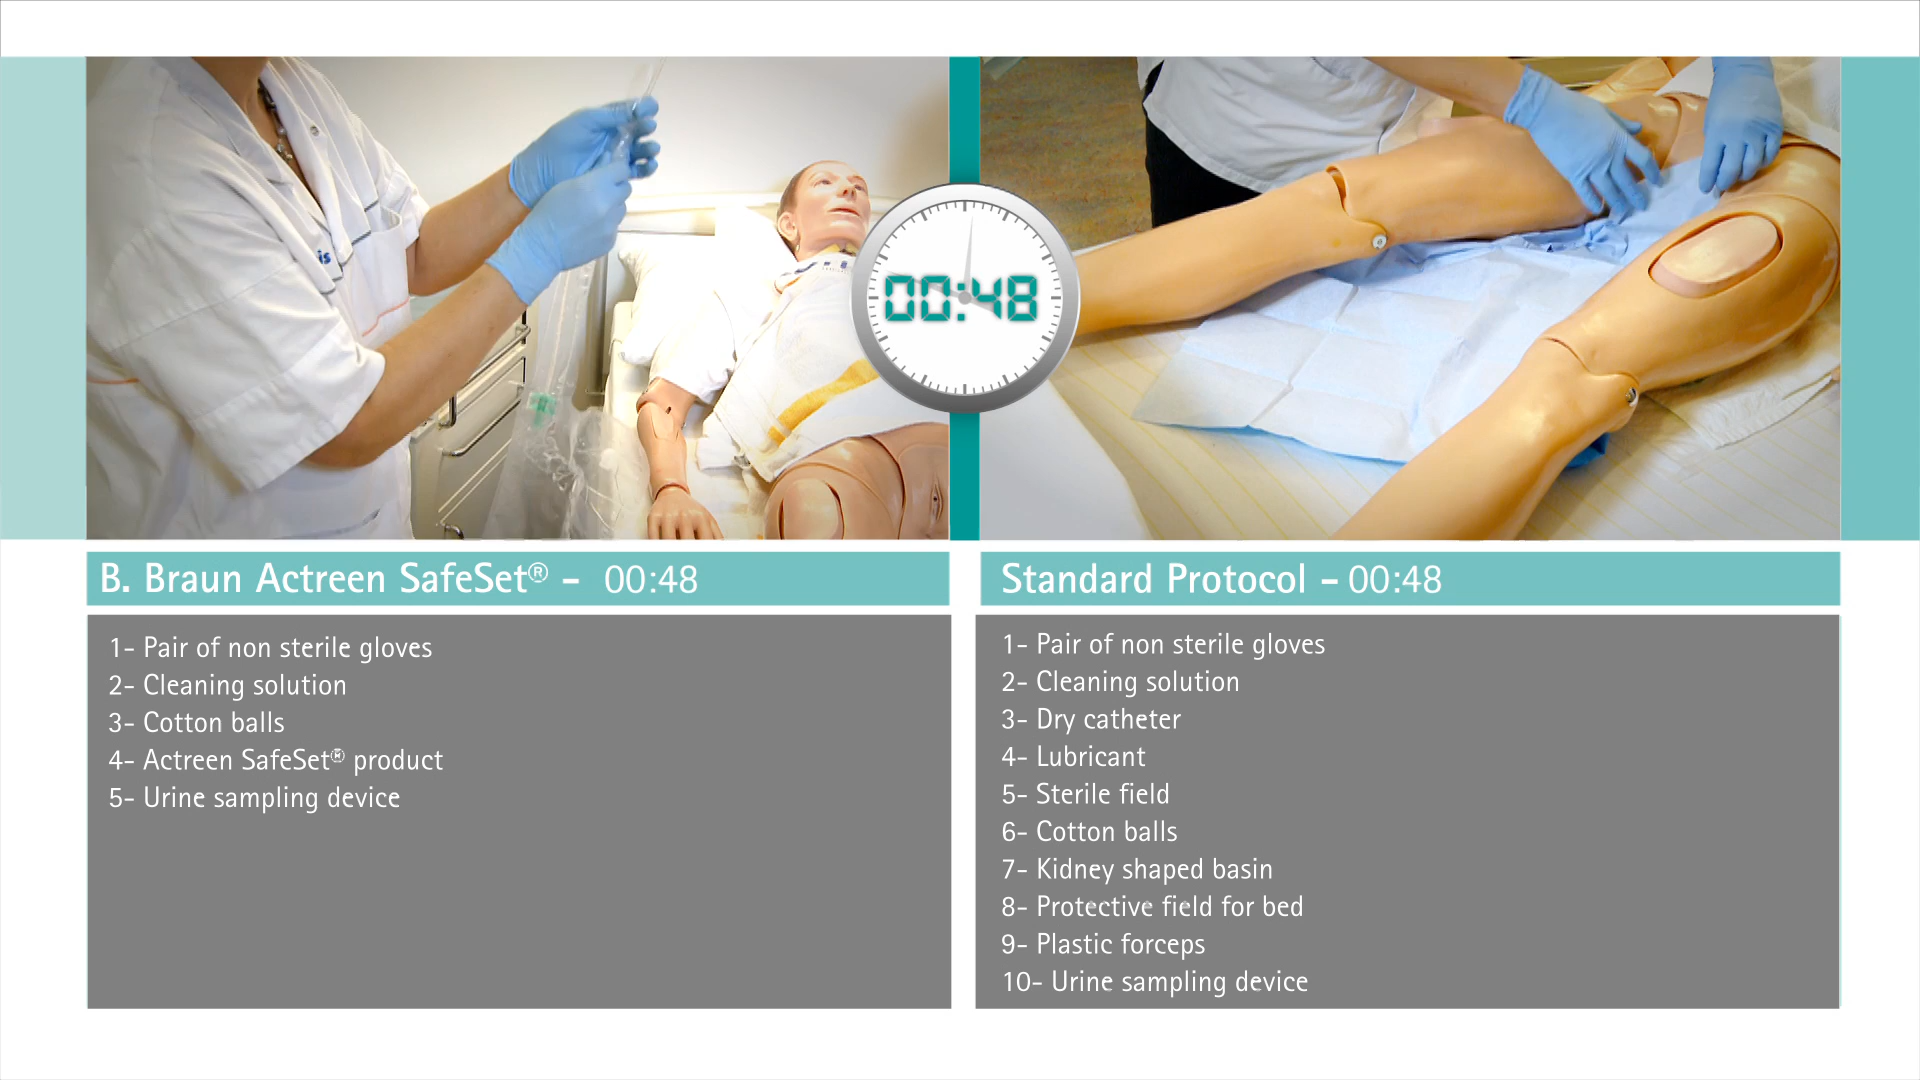 00:48
B. Braun Actreen SafeSet® - 00:48
1- Pair of non sterile gloves
2- Cleaning solution
3- Cotton balls
4- Actreen SafeSet® product
5- Urine sampling device
Standard Protocol - 00:48
1- Pair of non sterile gloves
2- Cleaning solution
3- Dry catheter
4- Lubricant
5- Sterile field
6- Cotton balls
7- Kidney shaped basin
8- Protective field for bed
9- Plastic forceps
10- Urine sampling device